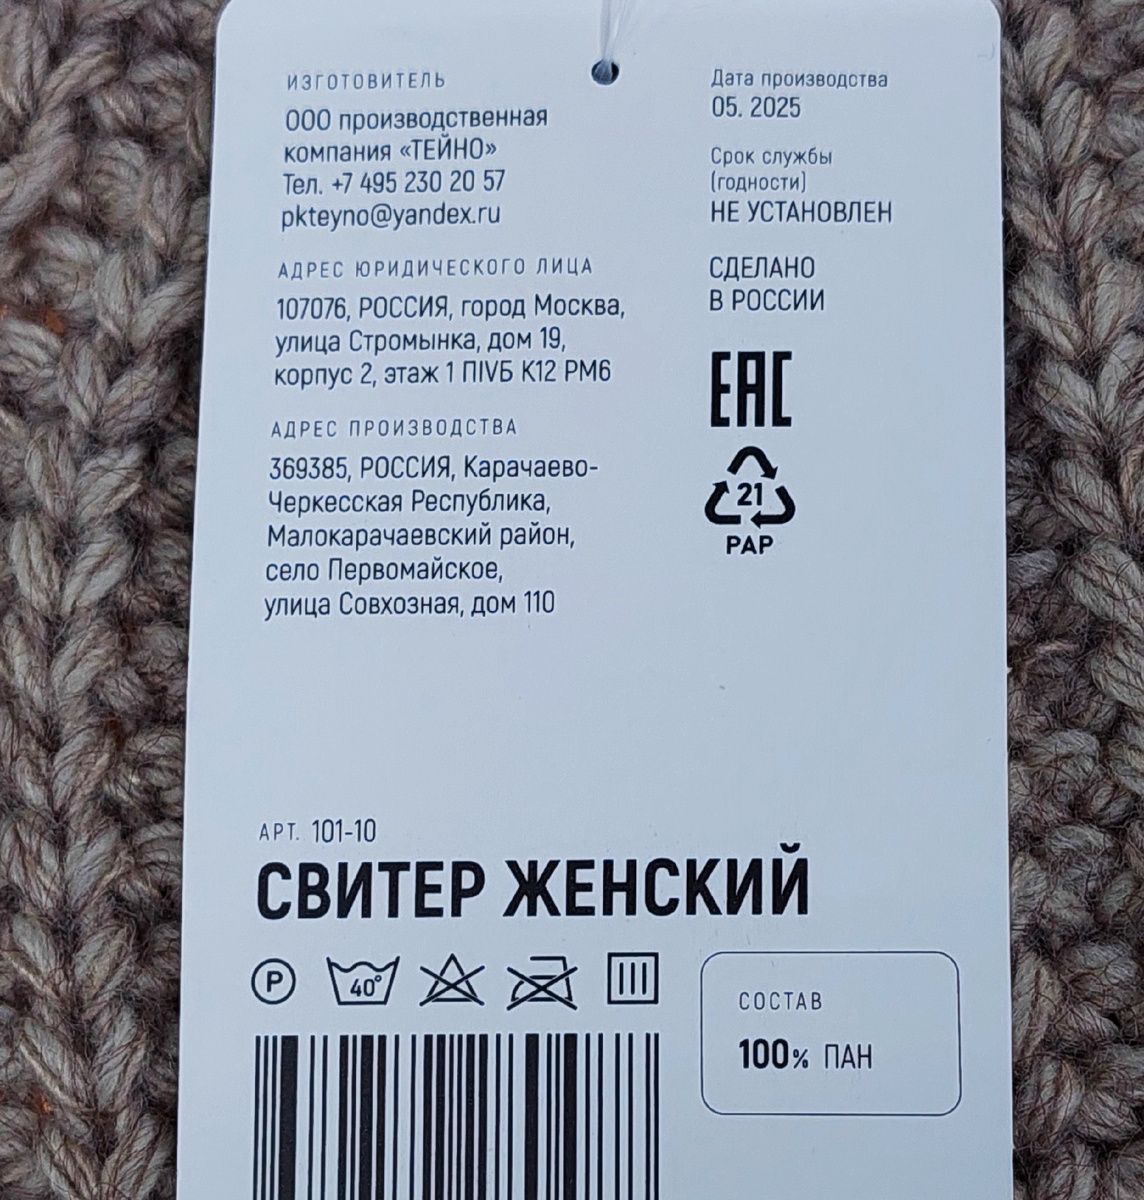 ИЗГОТОВИТЕЛЬ
ООО производственная
компания «ТЕЙНО»
Тел. +7 495 230 20 57
pkteyno@yandex.ru
АДРЕС ЮРИДИЧЕСКОГО ЛИЦА
107076, РОССИЯ, город Москва,
улица Стромынка, дом 19,
корпус 2, этаж 1 ПIVБ К12 РМ6
АДРЕС ПРОИЗВОДСТВА
369385, РОССИЯ, Карачаево-
Черкесская Республика,
Малокарачаевский район,
село Первомайское,
улица Совхозная, дом 110
Дата производства
05. 2025
Срок службы
(годности)
НЕ УСТАНОВЛЕН
СДЕЛАНО
В РОССИИ
EAC
21
PAP
АРТ. 101-10
СВИТЕР ЖЕНСКИЙ
P 40°
СОСТАВ
100% ПАН